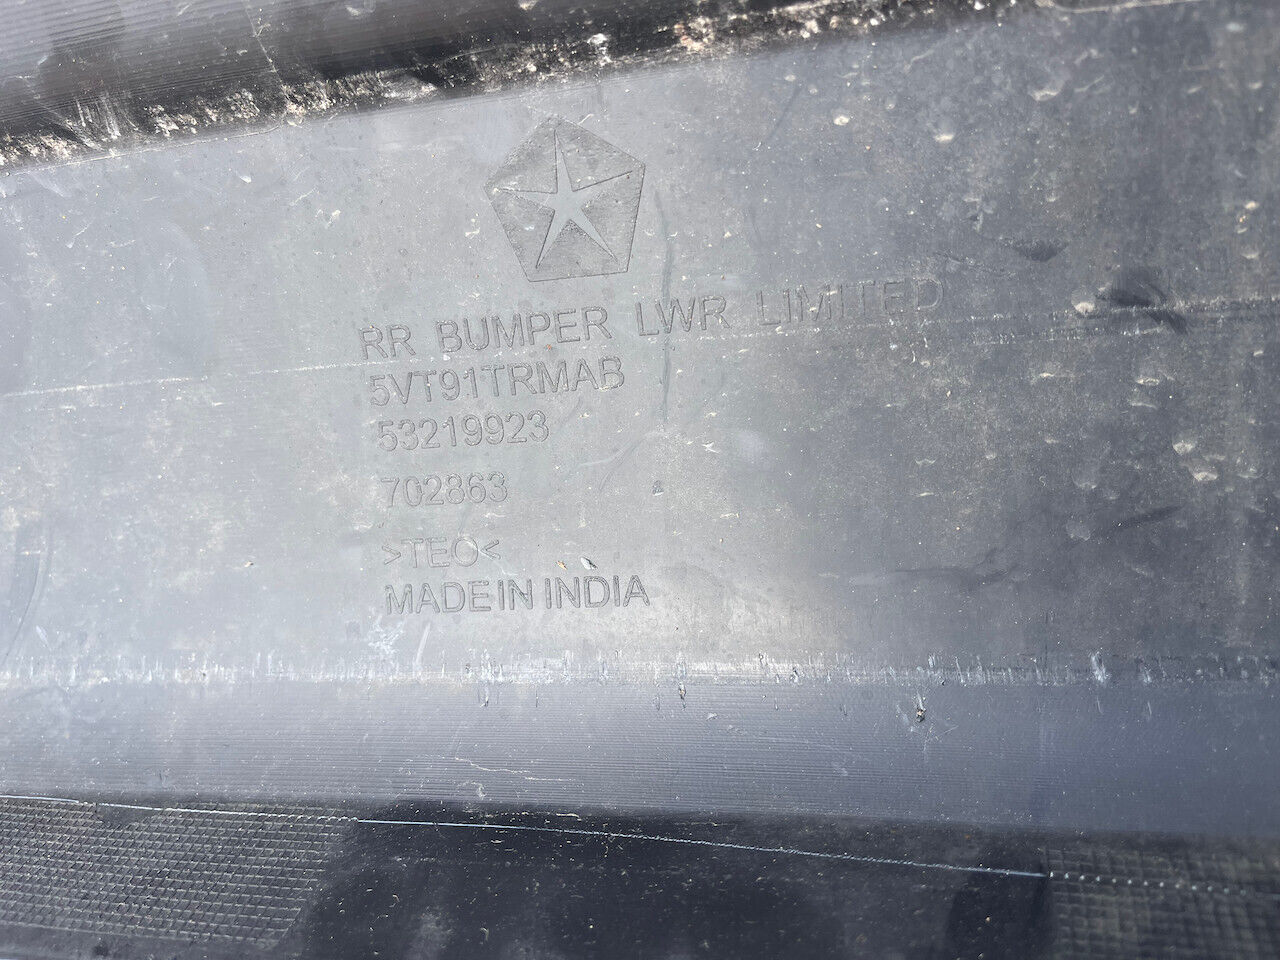 RR BUMPER LWR LIMITED
5VT91TRMAB
53219923
702863
>TEO<
MADE IN INDIA